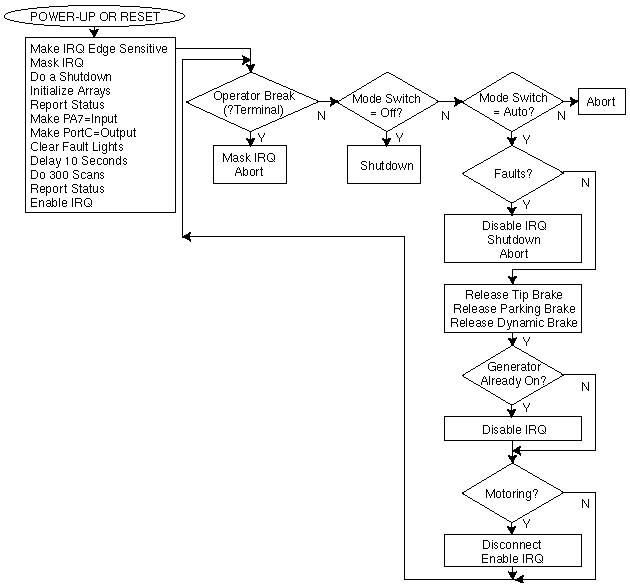 POWER-UP OR RESET
Make IRQ Edge Sensitive
Mask IRQ
Do a Shutdown
Initialize Arrays
Report Status
Make PA7=Input
Make PortC=Output
Clear Fault Lights
Delay 10 Seconds
Do 300 Scans
Report Status
Enable IRQ
Operator Break
(?Terminal)
N
Y
Mask IRQ
Abort
Mode Switch
= Off?
N
Y
Shutdown
Mode Switch
= Auto?
N
Abort
Y
Faults?
N
Y
Disable IRQ
Shutdown
Abort
Release Tip Brake
Release Parking Brake
Release Dynamic Brake
Y
Generator
Already On?
N
Y
Disable IRQ
Motoring?
N
Y
Disconnect
Enable IRQ